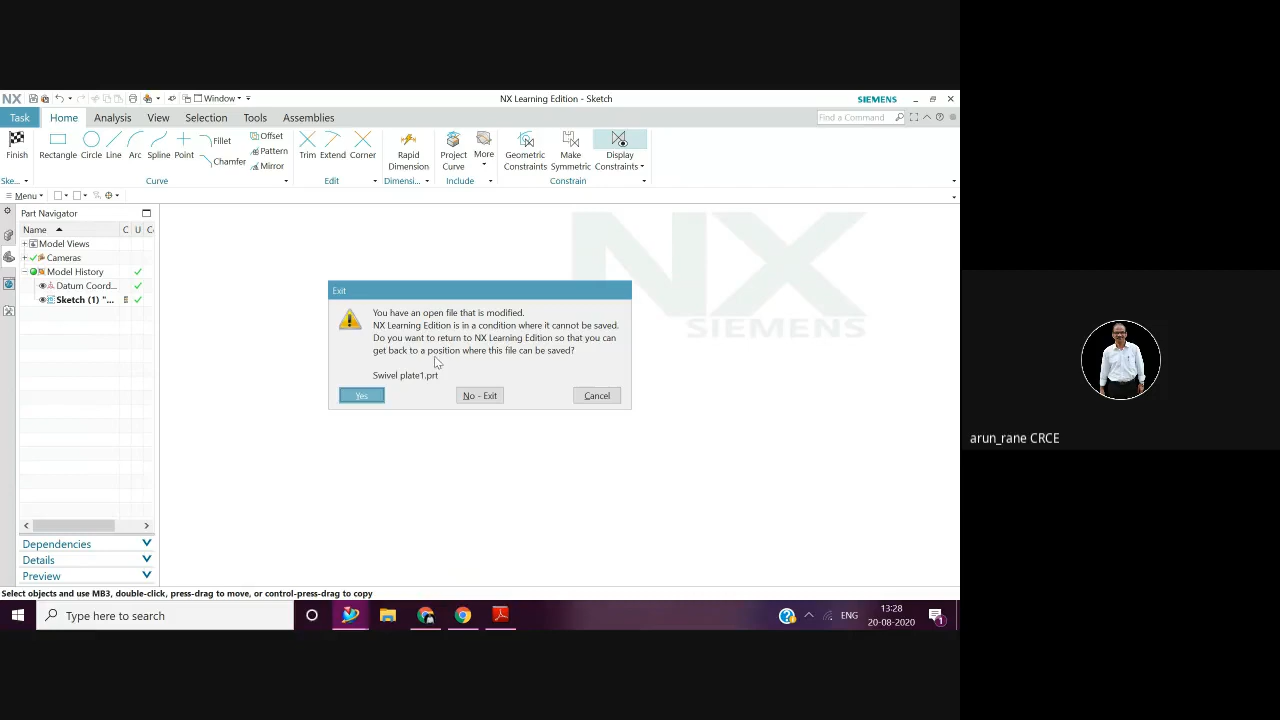 NX
Window
NX Learning Edition - Sketch
SIEMENS
Task
Home
Analysis
View
Selection
Tools
Assemblies
Find a Command
Finish
Rectangle
Circle
Line
Arc
Spline
Point
Fillet
Chamfer
Offset
Pattern
Mirror
Trim
Extend
Corner
Rapid
Dimension
Project
Curve
More
Geometric
Constraints
Make
Symmetric
Display
Constraints
Ske...
Curve
Edit
Dimensi...
Include
Constrain
Menu
Part Navigator
Name
C
U
Model Views
Cameras
Model History
Datum Coord...
Sketch (1) "...
Dependencies
Details
Preview
NX
SIEMENS
Exit
You have an open file that is modified.
NX Learning Edition is in a condition where it cannot be saved.
Do you want to return to NX Learning Edition so that you can
get back to a position where this file can be saved?
Swivel plate1.prt
Yes
No - Exit
Cancel
Select objects and use MB3, double-click, press-drag to move, or control-press-drag to copy
Type here to search
ENG
13:28
20-08-2020
1
arun_rane CRCE